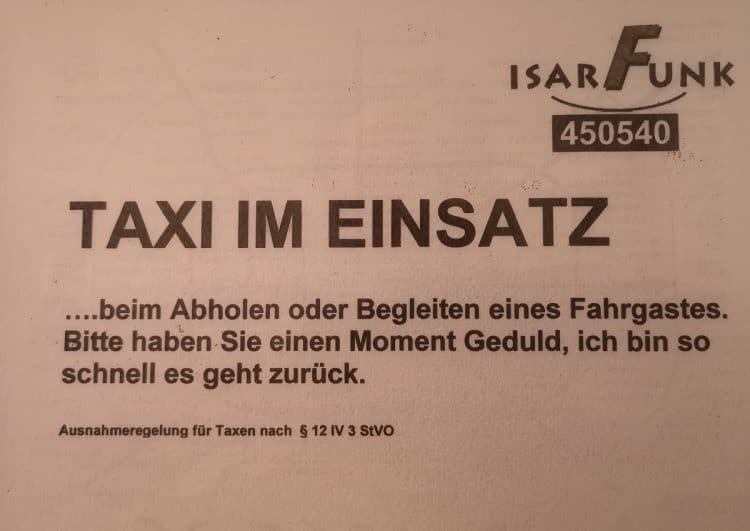 ISARFUNK
450540
TAXI IM EINSATZ
....beim Abholen oder Begleiten eines Fahrgastes.
Bitte haben Sie einen Moment Geduld, ich bin so
schnell es geht zurück.
Ausnahmeregelung für Taxen nach § 12 IV 3 StVO